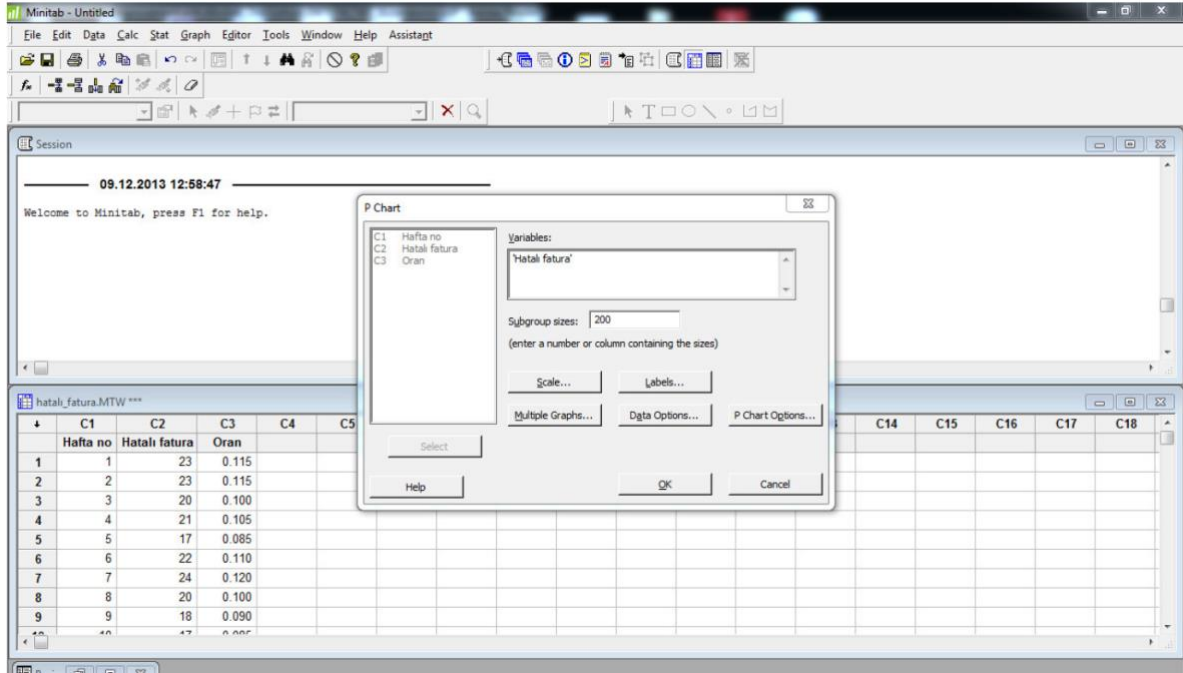 Minitab - Untitled
File Edit Data Calc Stat Graph Editor Tools Window Help Assistant
Session
09.12.2013 12:58:47
Welcome to Minitab, press F1 for help.
P Chart
C1 Hafta no
C2 Hatalı fatura
C3 Oran
Variables:
'Hatalı fatura'
Subgroup sizes: 200
(enter a number or column containing the sizes)
Scale... Labels...
Multiple Graphs... Data Options... P Chart Options...
Select
Help OK Cancel
hatalı_fatura.MTW ***
C1 C2 C3 C4 C5 C14 C15 C16 C17 C18
Hafta no Hatalı fatura Oran
1 1 23 0.115
2 2 23 0.115
3 3 20 0.100
4 4 21 0.105
5 5 17 0.085
6 6 22 0.110
7 7 24 0.120
8 8 20 0.100
9 9 18 0.090